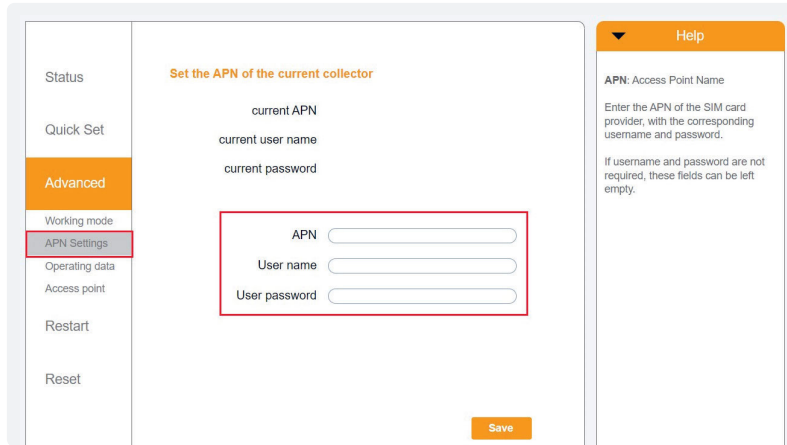 Status
Quick Set
Advanced
Working mode
APN Settings
Operating data
Access point
Restart
Reset
Set the APN of the current collector
current APN
current user name
current password
APN
User name
User password
Save
Help
APN: Access Point Name
Enter the APN of the SIM card
provider, with the corresponding
username and password.
If username and password are not
required, these fields can be left
empty.